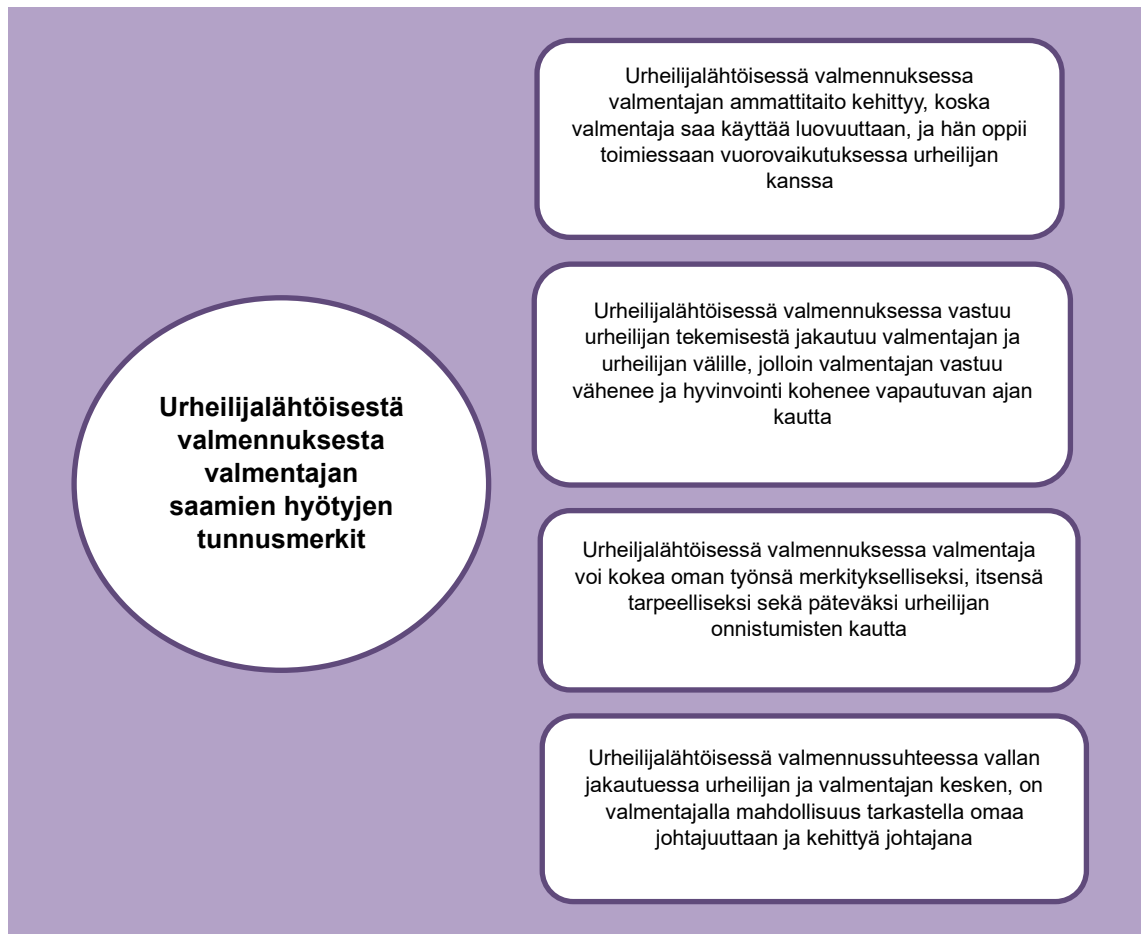 Urheilijalähtöisessä valmennuksessa
valmentajan ammattitaito kehittyy, koska
valmentaja saa käyttää luovuuttaan, ja hän oppii
toimiessaan vuorovaikutuksessa urheilijan
kanssa
Urheilijalähtöisessä valmennuksessa vastuu
urheilijan tekemisestä jakautuu valmentajan ja
urheilijan välille, jolloin valmentajan vastuu
vähenee ja hyvinvointi kohenee vapautuvan ajan
kautta
Urheilijalähtöisestä
valmennuksesta
valmentajan
saamien hyötyjen
tunnusmerkit
Urheiljalähtöisessä valmennuksessa valmentaja
voi kokea oman työnsä merkitykselliseksi, itsensä
tarpeelliseksi sekä päteväksi urheilijan
onnistumisten kautta
Urheilijalähtöisessä valmennussuhteessa vallan
jakautuessa urheilijan ja valmentajan kesken, on
valmentajalla mahdollisuus tarkastella omaa
johtajuuttaan ja kehittyä johtajana